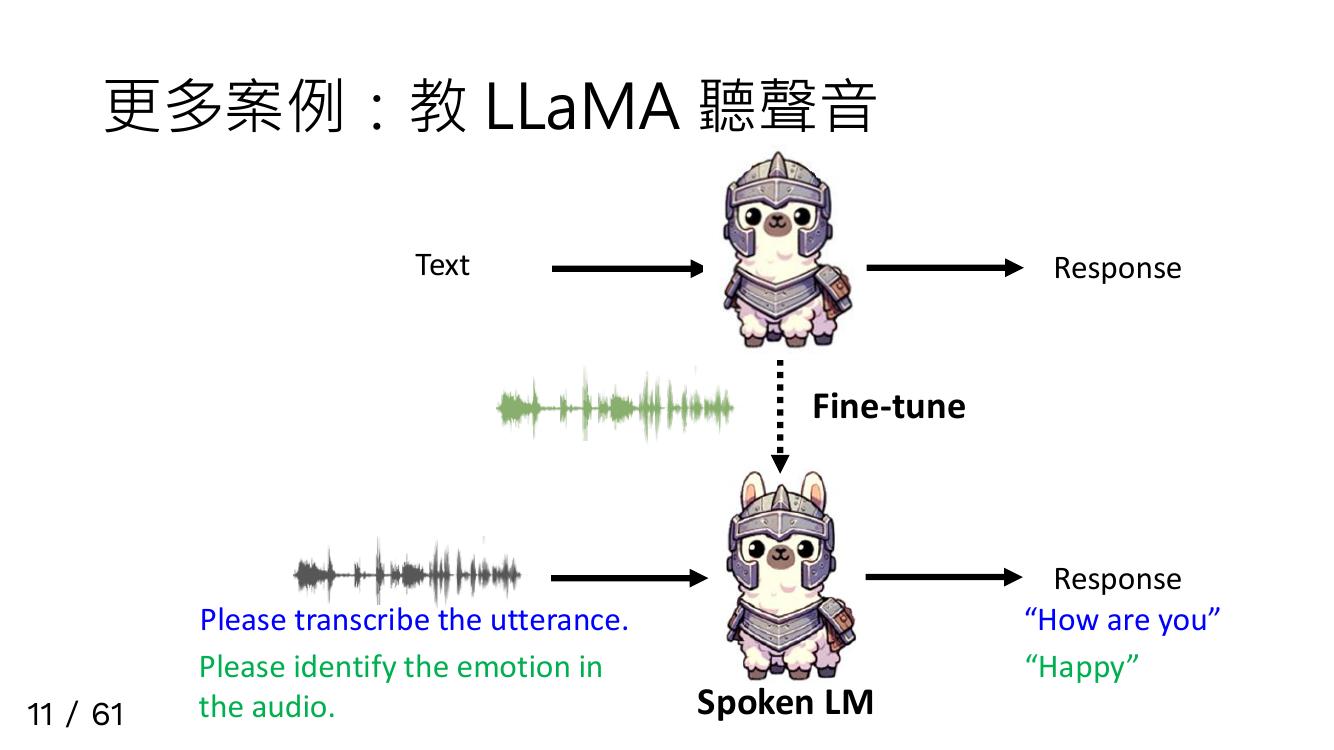 更多案例：教 LLaMA 聽聲音
Text
Response
Fine-tune
Response
Please transcribe the utterance.
“How are you”
Please identify the emotion in
the audio.
“Happy”
Spoken LM
11 / 61